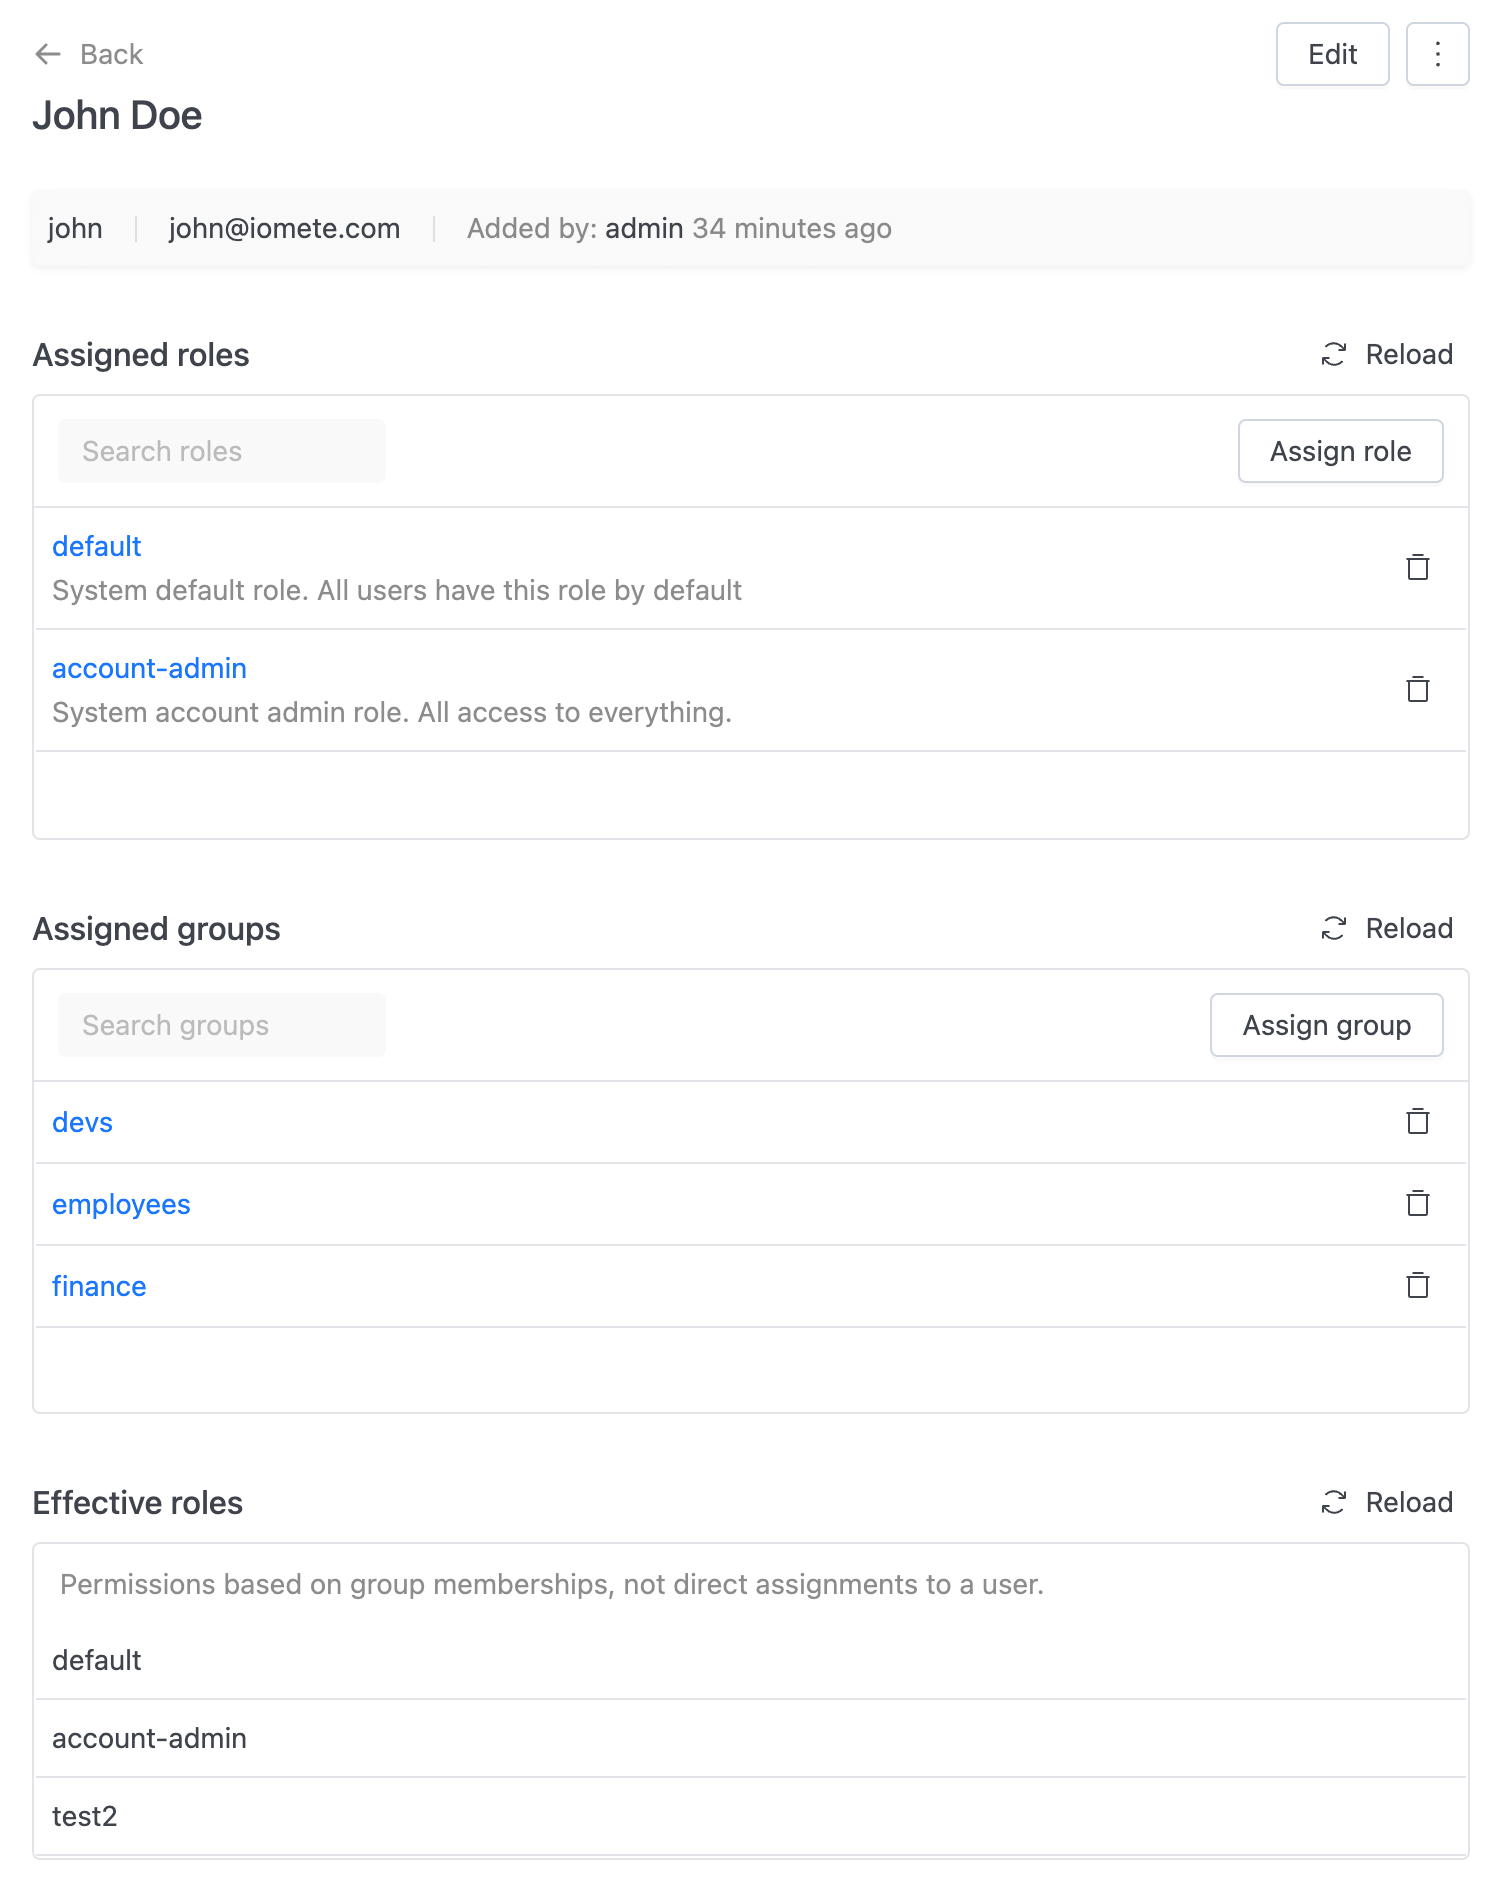 Back
Edit
John Doe
john
john@iomete.com
Added by: admin 34 minutes ago
Assigned roles
Reload
Search roles
Assign role
default
System default role. All users have this role by default
account-admin
System account admin role. All access to everything.
Assigned groups
Reload
Search groups
Assign group
devs
employees
finance
Effective roles
Reload
Permissions based on group memberships, not direct assignments to a user.
default
account-admin
test2